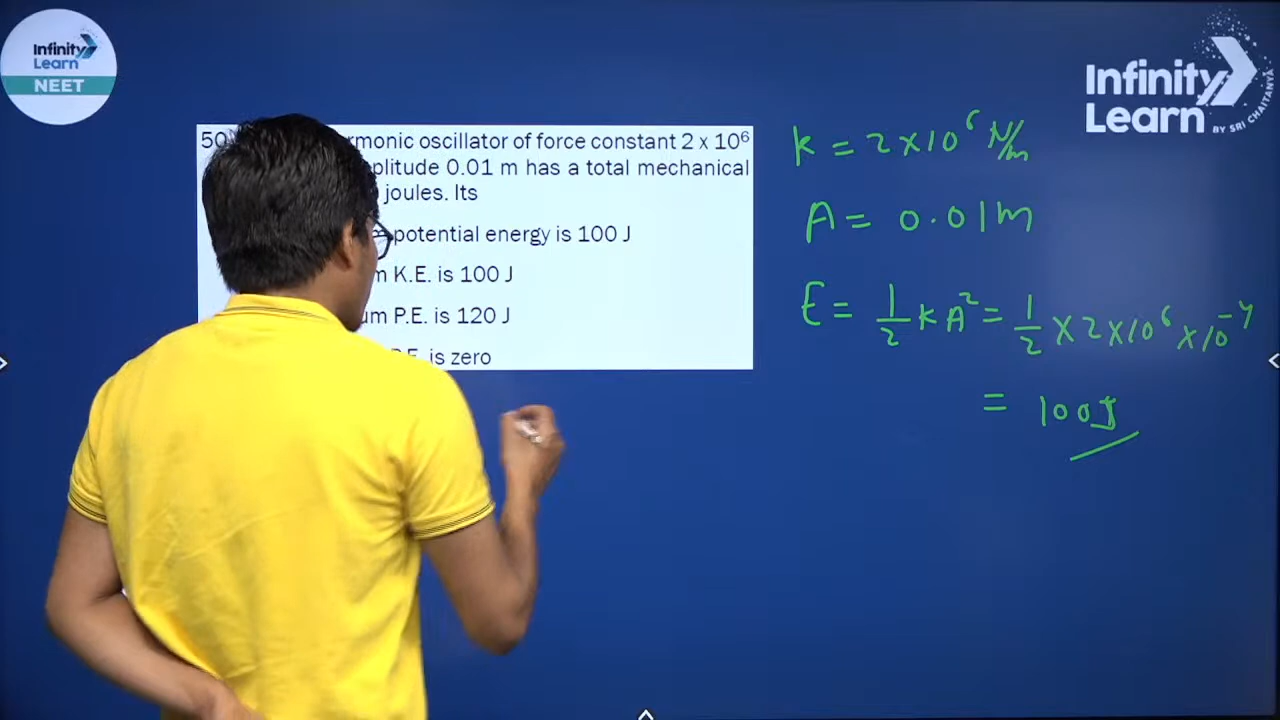 Infinity
Learn
NEET
Infinity
Learn
BY SRI CHAITANYA
50 rmonic oscillator of force constant 2 x 10⁶
plitude 0.01 m has a total mechanical
joules. Its
potential energy is 100 J
m K.E. is 100 J
um P.E. is 120 J
P.E. is zero
k = 2×10⁶ N/m
A = 0.01m
E = 1/2 KA² = 1/2 × 2×10⁶ × 10⁻⁴
= 100J